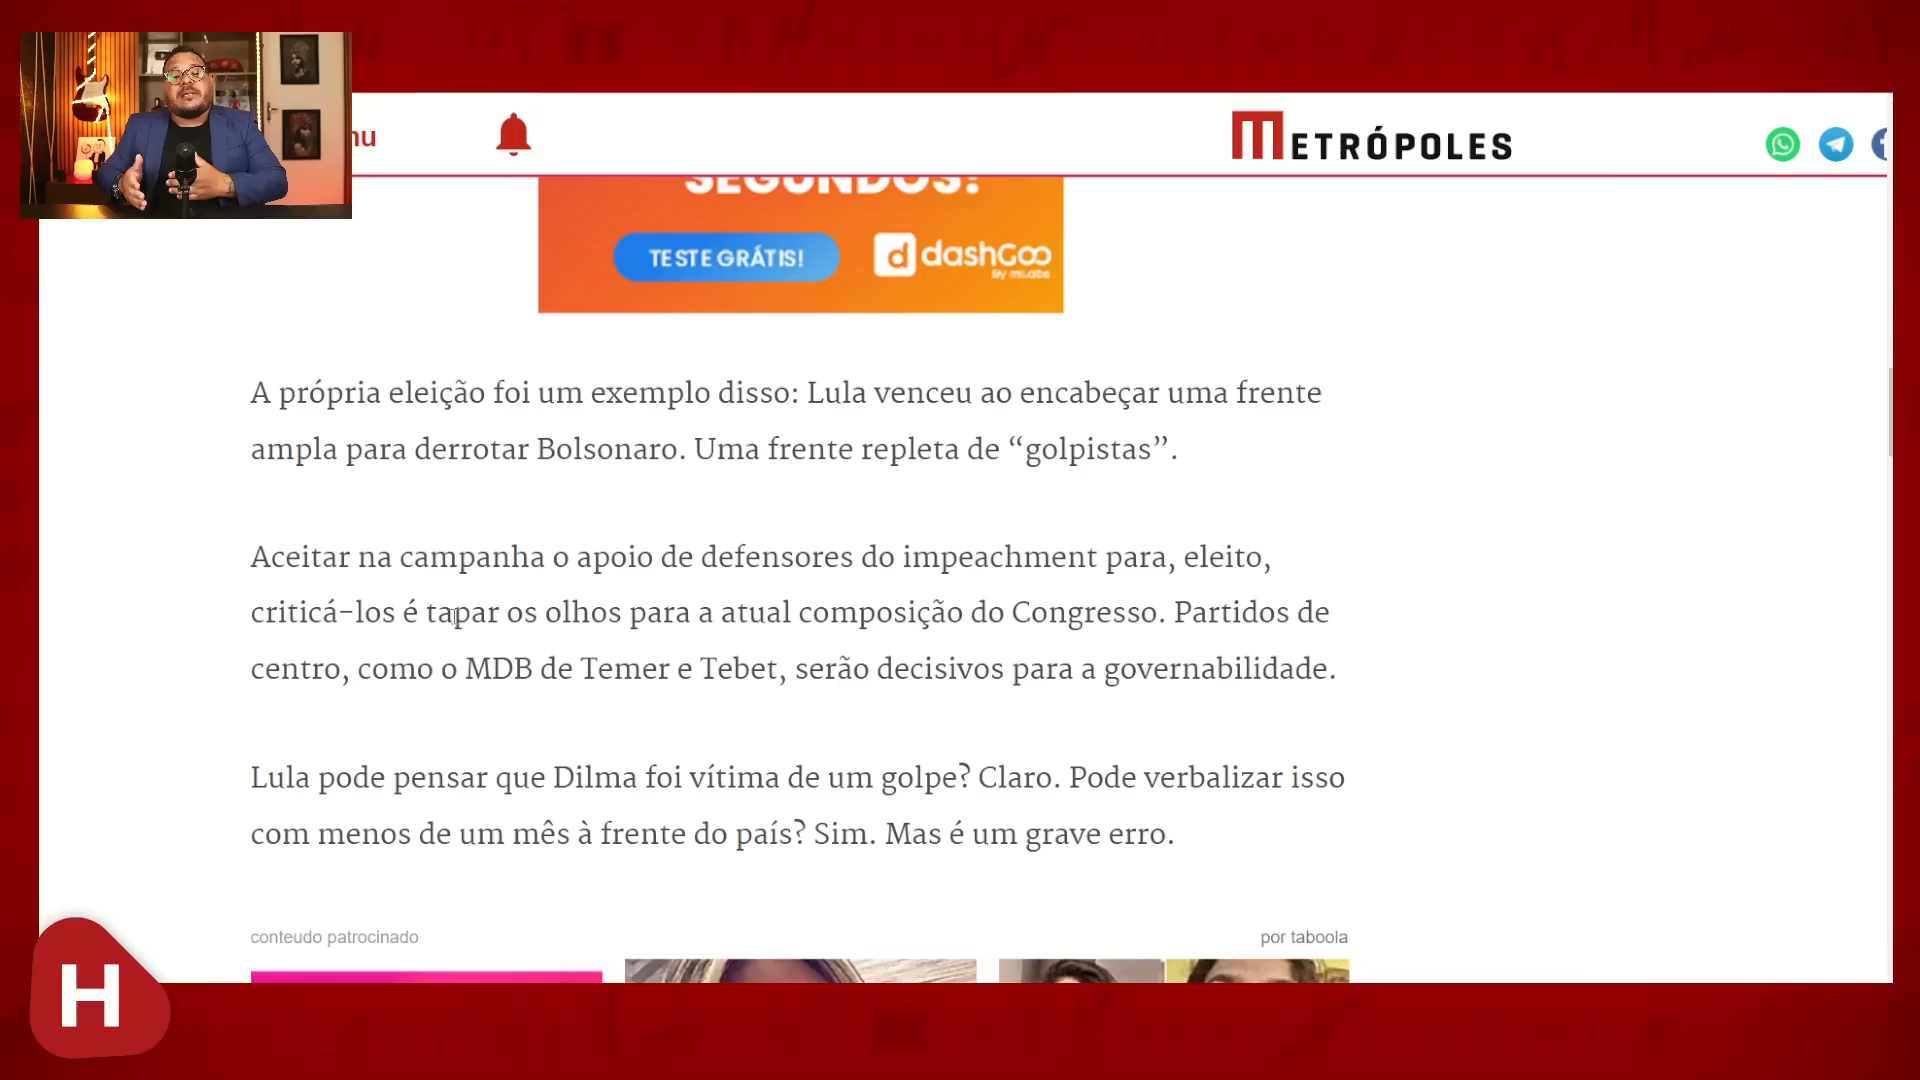 nu
METRÓPOLES
SEGUNDOS!
TESTE GRÁTIS!
d dashGoo
By mLabs
A própria eleição foi um exemplo disso: Lula venceu ao encabeçar uma frente
ampla para derrotar Bolsonaro. Uma frente repleta de “golpistas”.
Aceitar na campanha o apoio de defensores do impeachment para, eleito,
criticá-los é tapar os olhos para a atual composição do Congresso. Partidos de
centro, como o MDB de Temer e Tebet, serão decisivos para a governabilidade.
Lula pode pensar que Dilma foi vítima de um golpe? Claro. Pode verbalizar isso
com menos de um mês à frente do país? Sim. Mas é um grave erro.
conteudo patrocinado
por taboola
H